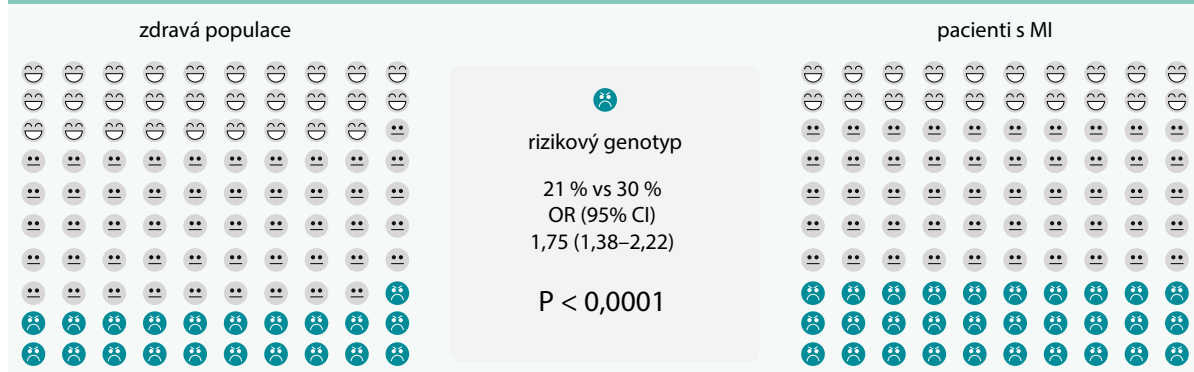 zdravá populace
pacienti s MI
rizikový genotyp
21 % vs 30 %
OR (95% CI)
1,75 (1,38–2,22)
P < 0,0001